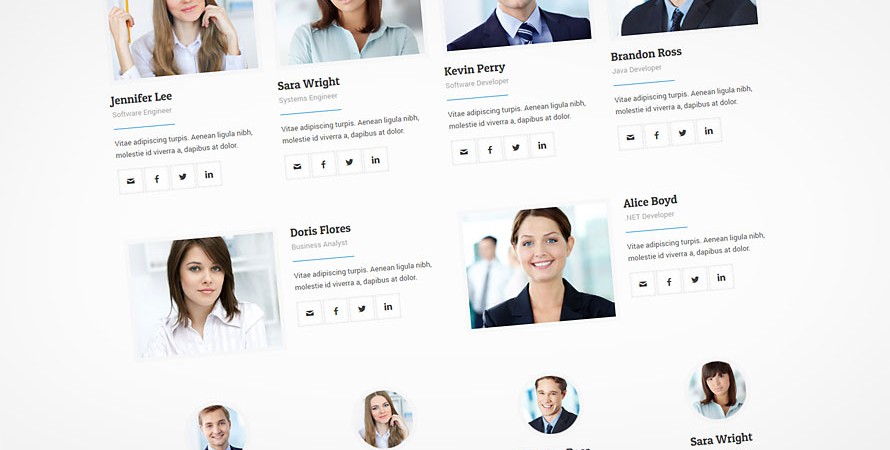 Jennifer Lee
Software Engineer
Vitae adipiscing turpis. Aenean ligula nibh,
molestie id viverra a, dapibus at dolor.
Sara Wright
Systems Engineer
Vitae adipiscing turpis. Aenean ligula nibh,
molestie id viverra a, dapibus at dolor.
Kevin Perry
Software Developer
Vitae adipiscing turpis. Aenean ligula nibh,
molestie id viverra a, dapibus at dolor.
Brandon Ross
Java Developer
Vitae adipiscing turpis. Aenean ligula nibh,
molestie id viverra a, dapibus at dolor.
Doris Flores
Business Analyst
Vitae adipiscing turpis. Aenean ligula nibh,
molestie id viverra a, dapibus at dolor.
Alice Boyd
.NET Developer
Vitae adipiscing turpis. Aenean ligula nibh,
molestie id viverra a, dapibus at dolor.
Sara Wright